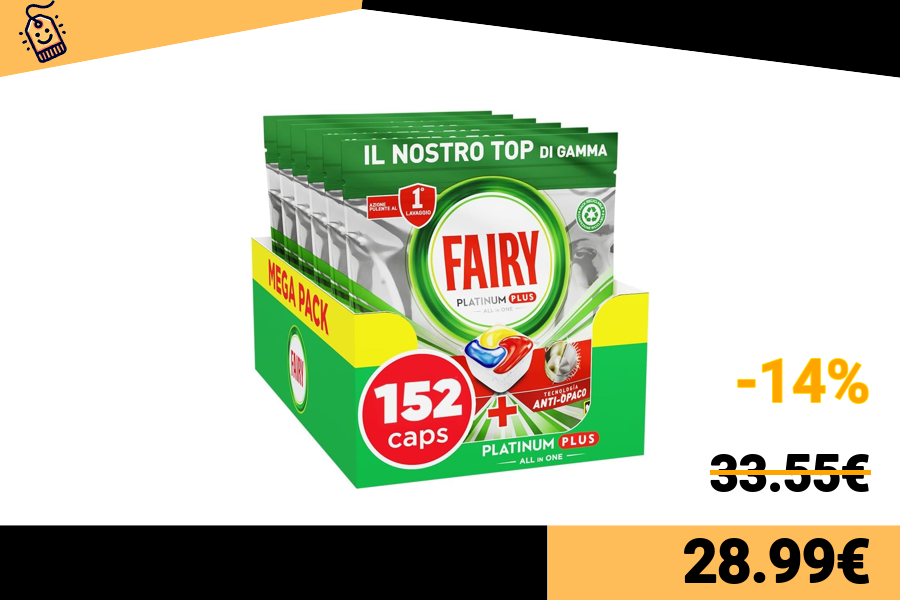 IL NOSTRO TOP DI GAMMA
AZIONE
PULENTE AL
1°
LAVAGGIO
FAIRY
PLATINUM PLUS
ALL IN ONE
MEGA PACK
FAIRY
152
caps
+
TECNOLOGIA
ANTI-OPACO
PLATINUM PLUS
ALL IN ONE
-14%
33.55€
28.99€